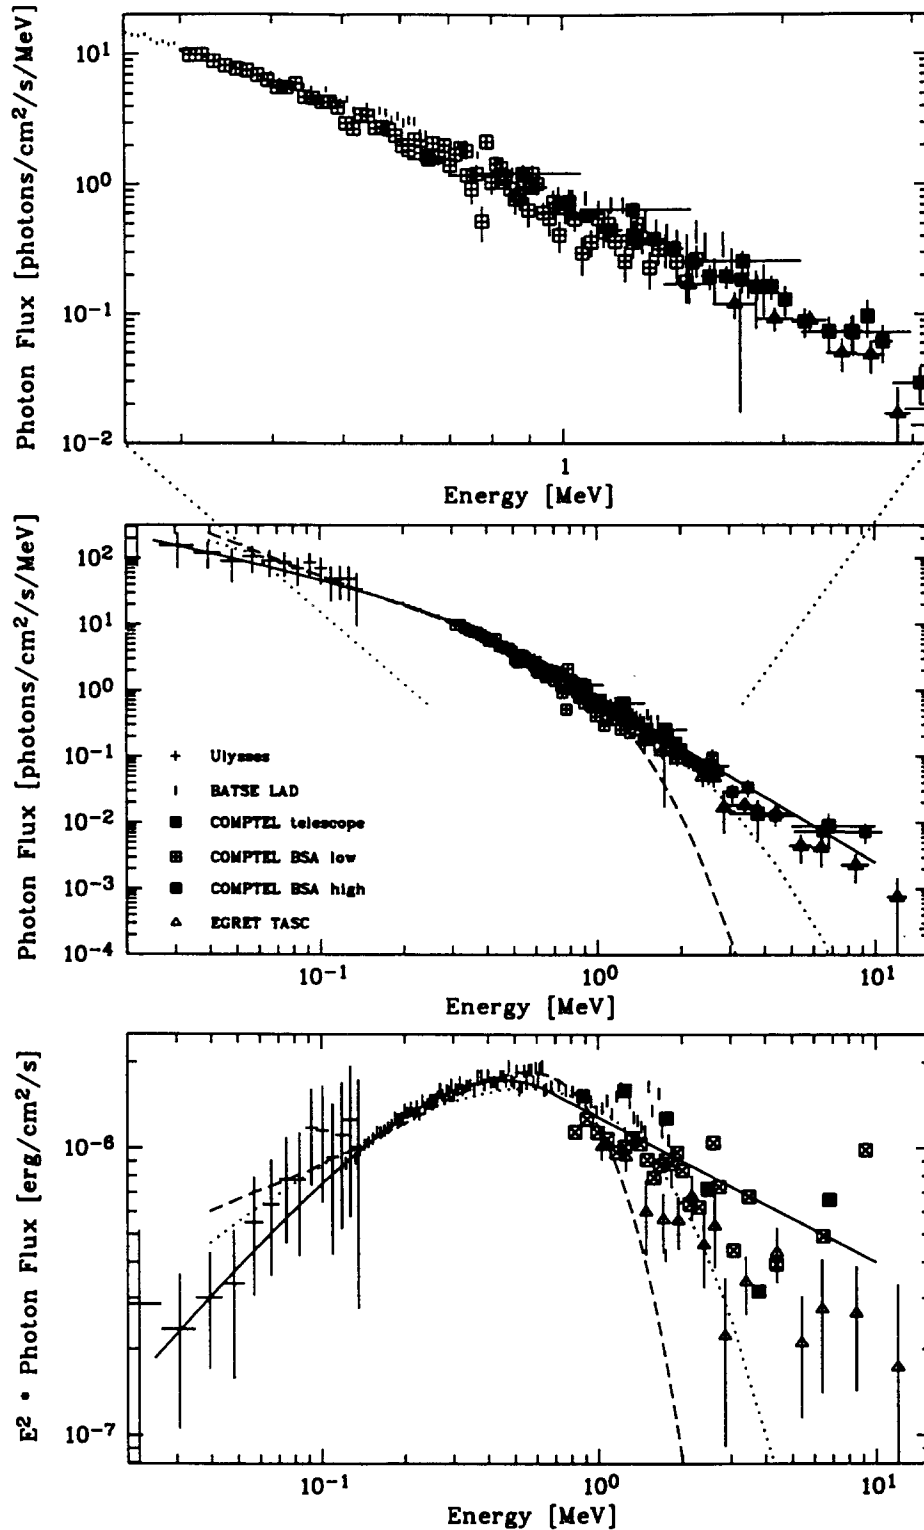 Photon Flux [photons/cm²/s/MeV]
10¹
10⁰
10⁻¹
10⁻²
1
Energy [MeV]
Photon Flux [photons/cm²/s/MeV]
10²
10¹
10⁰
10⁻¹
10⁻²
10⁻³
10⁻⁴
Ulysses
BATSE LAD
COMPTEL telescope
COMPTEL BSA low
COMPTEL BSA high
EGRET TASC
10⁻¹
10⁰
10¹
Energy [MeV]
E² * Photon Flux [erg/cm²/s]
10⁻⁶
10⁻⁷
10⁻¹
10⁰
10¹
Energy [MeV]